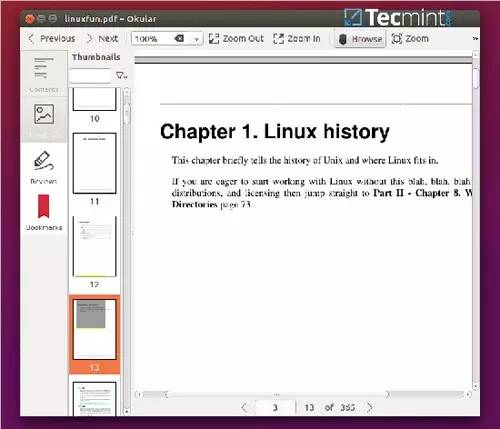 linuxfun.pdf – Okular
Tecmint
.com
Previous
Next
100%
Zoom Out
Zoom In
Browse
Zoom
»
Contents
Reviews
Bookmarks
Thumbnails
10
11
12
13
Chapter 1. Linux history
This chapter briefly tells the history of Unix and where Linux fits in.
If you are eager to start working with Linux without this blah, blah, blah
distributions, and licensing then jump straight to Part II - Chapter 8. W
Directories page 73.
3 13 of 365